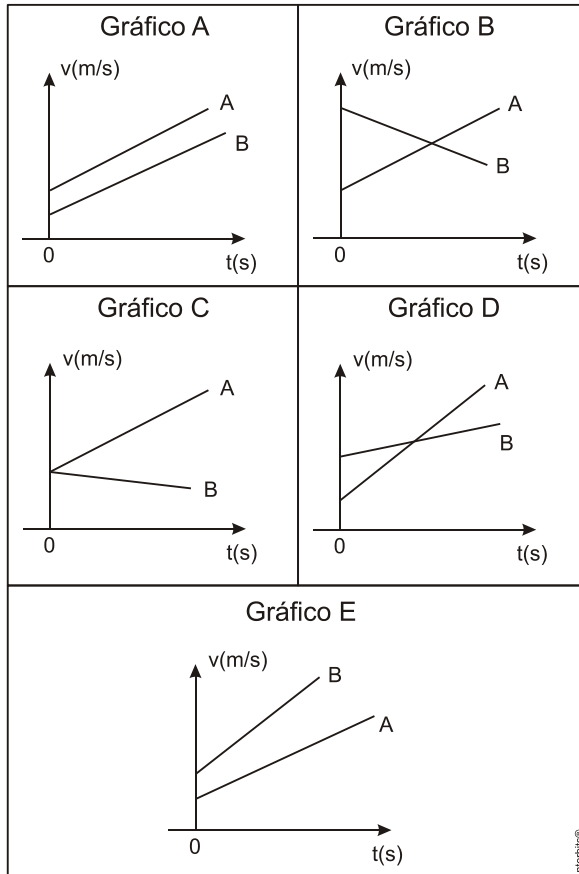 Gráfico A
v(m/s)
A
B
0
t(s)
Gráfico B
v(m/s)
A
B
0
t(s)
Gráfico C
v(m/s)
A
B
0
t(s)
Gráfico D
v(m/s)
A
B
0
t(s)
Gráfico E
v(m/s)
B
A
0
t(s)